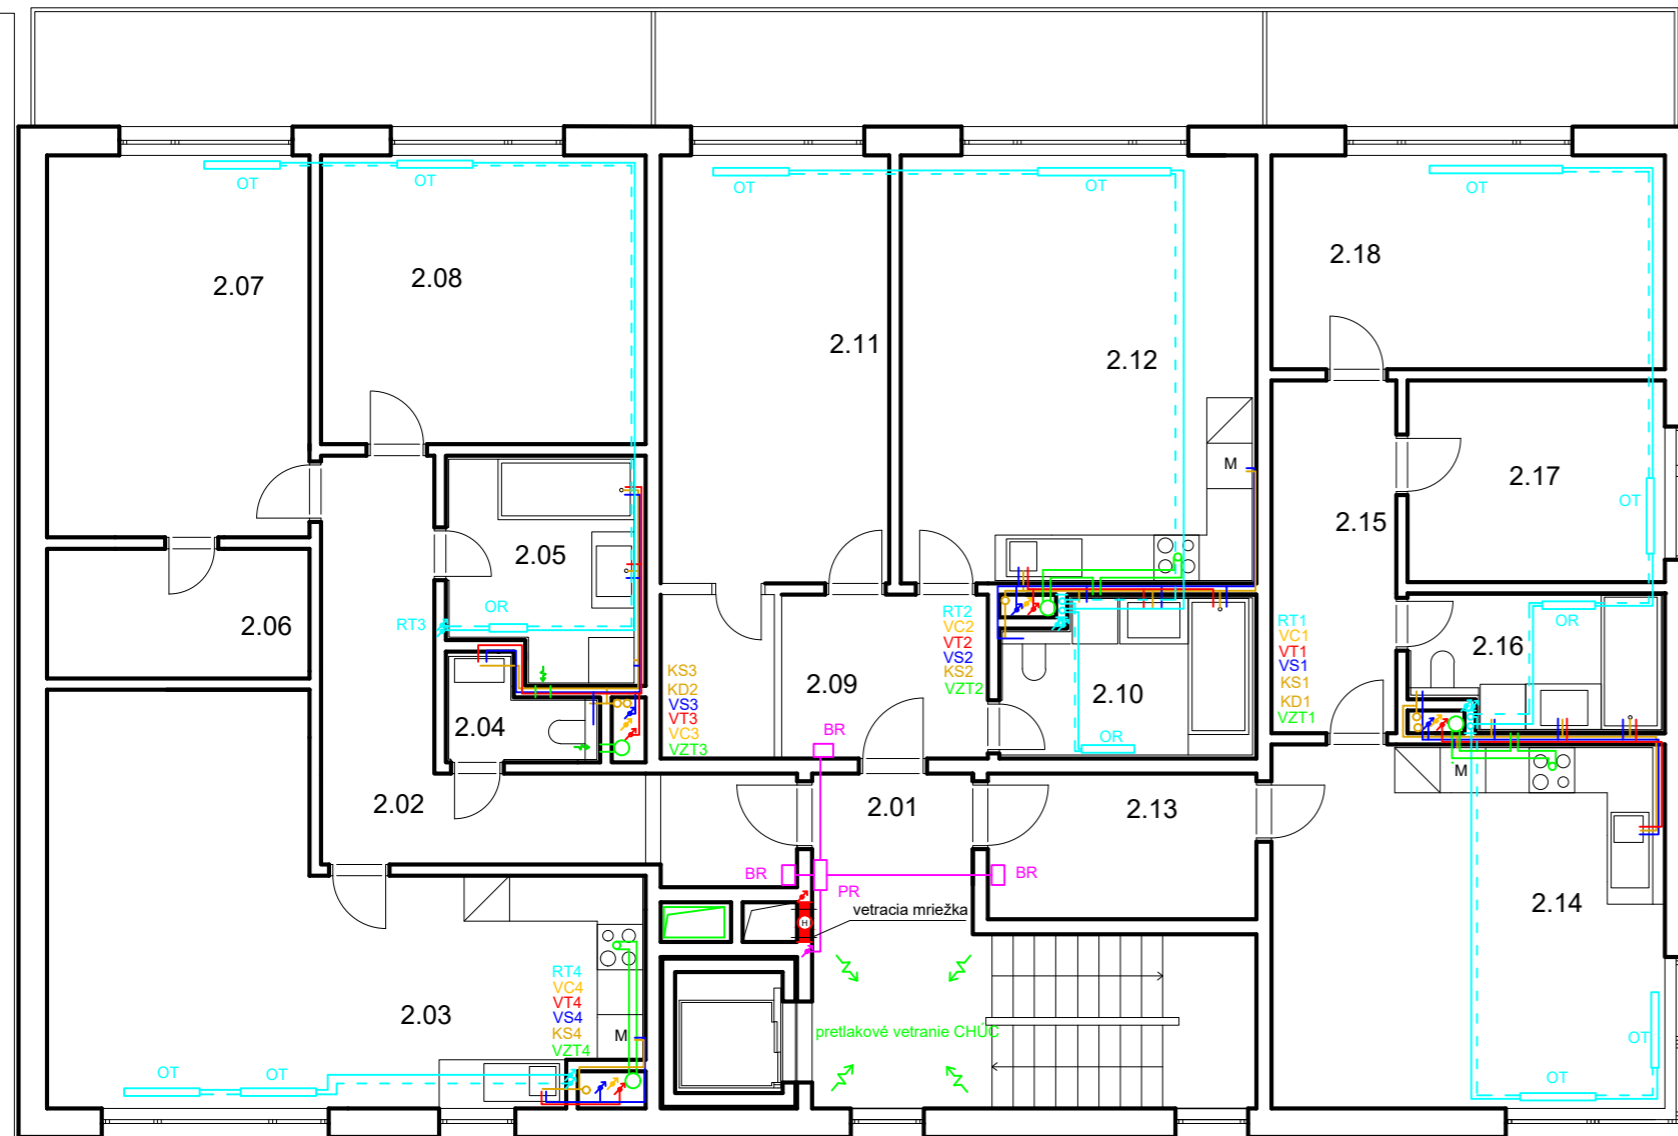 OT
OT
OT
OT
OT
2.07
2.08
2.11
2.12
2.18
M
2.17
OT
2.15
2.05
2.06
OR
RT3
2.04
KS3
KD2
VS3
VT3
VC3
VZT3
2.09
RT2
VC2
VT2
VS2
KS2
VZT2
2.10
OR
RT1
VC1
VT1
VS1
KS1
KD1
VZT1
2.16
OR
BR
2.02
2.01
2.13
M
BR
PR
BR
vetracia mriežka
H
2.14
RT4
VC4
VT4
VS4
KS4
VZT4
2.03
M
pretlakové vetranie CHÚC
OT
OT
OT
OT